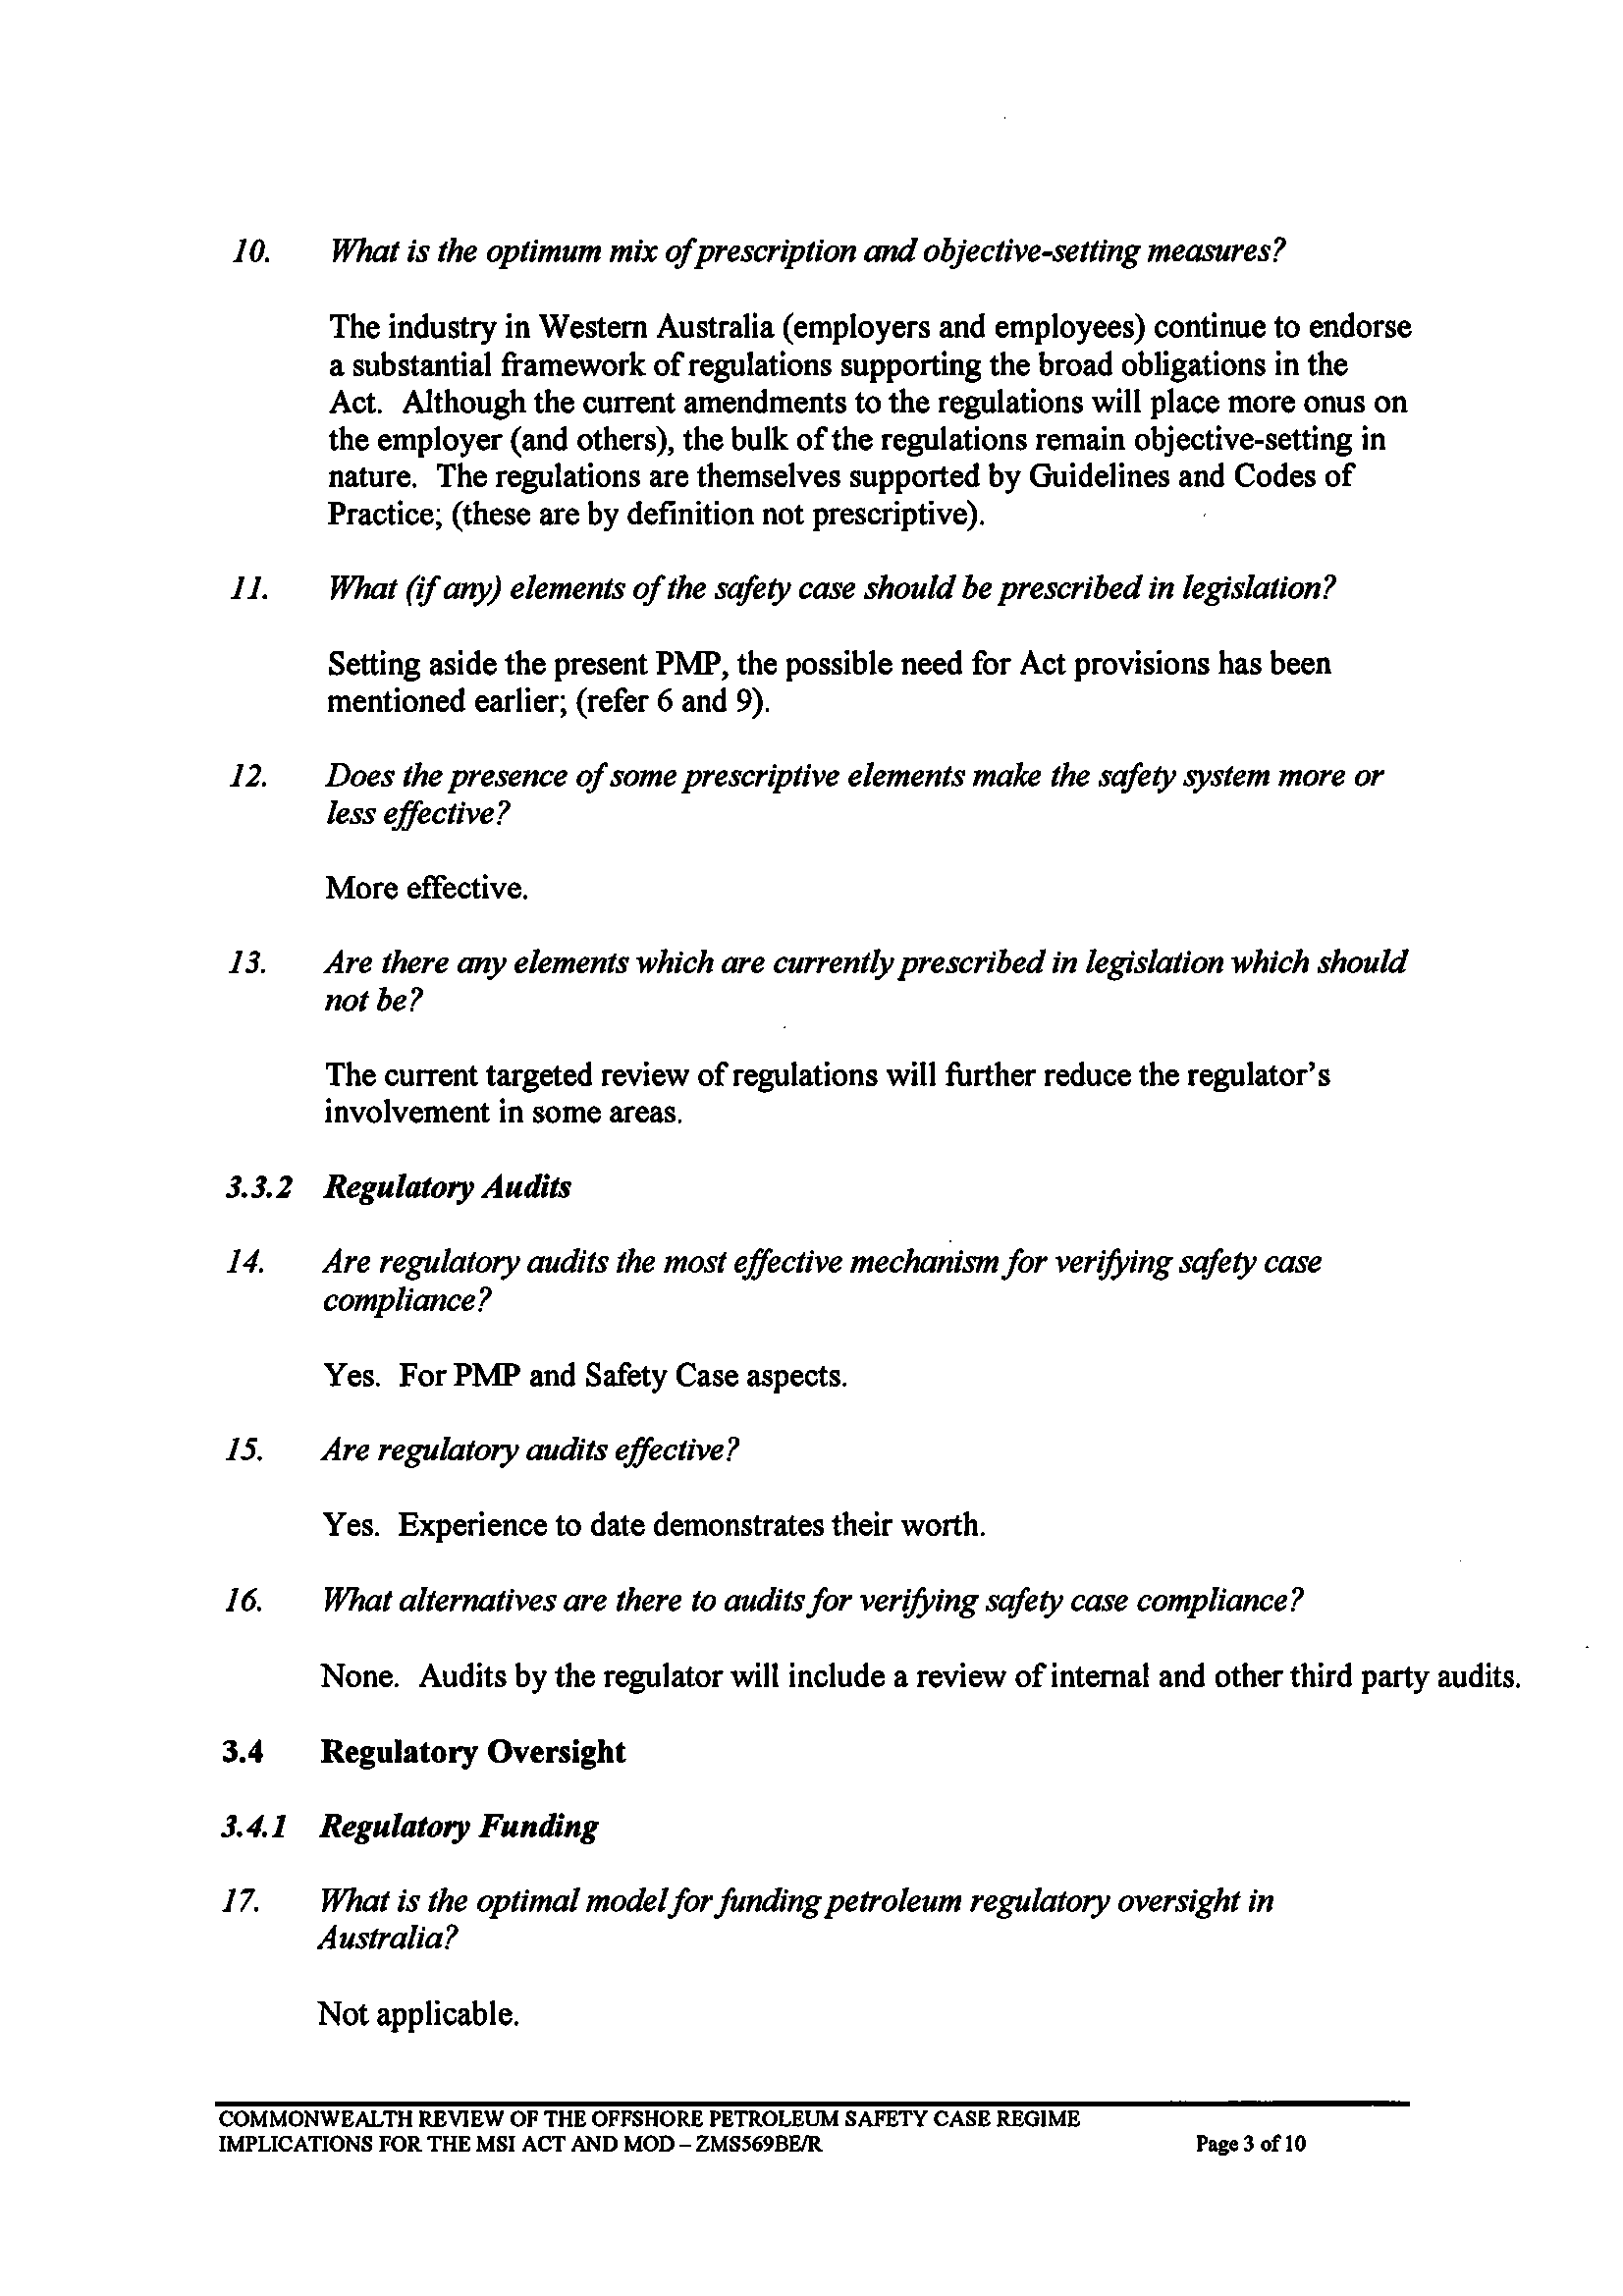 10. What is the optimum mix of prescription and objective-setting measures?
The industry in Western Australia (employers and employees) continue to endorse
a substantial framework of regulations supporting the broad obligations in the
Act. Although the current amendments to the regulations will place more onus on
the employer (and others), the bulk of the regulations remain objective-setting in
nature. The regulations are themselves supported by Guidelines and Codes of
Practice; (these are by definition not prescriptive).
11. What (if any) elements of the safety case should be prescribed in legislation?
Setting aside the present PMP, the possible need for Act provisions has been
mentioned earlier; (refer 6 and 9).
12. Does the presence of some prescriptive elements make the safety system more or
less effective?
More effective.
13. Are there any elements which are currently prescribed in legislation which should
not be?
The current targeted review of regulations will further reduce the regulator's
involvement in some areas.
3.3.2 Regulatory Audits
14. Are regulatory audits the most effective mechanism for verifying safety case
compliance?
Yes. For PMP and Safety Case aspects.
15. Are regulatory audits effective?
Yes. Experience to date demonstrates their worth.
16. What alternatives are there to audits for verifying safety case compliance?
None. Audits by the regulator will include a review of internal and other third party audits.
3.4 Regulatory Oversight
3.4.1 Regulatory Funding
17. What is the optimal model for funding petroleum regulatory oversight in
Australia?
Not applicable.
COMMONWEALTH REVIEW OF THE OFFSHORE PETROLEUM SAFETY CASE REGIME
IMPLICATIONS FOR THE MSI ACT AND MOD – ZMS569BE/R Page 3 of 10